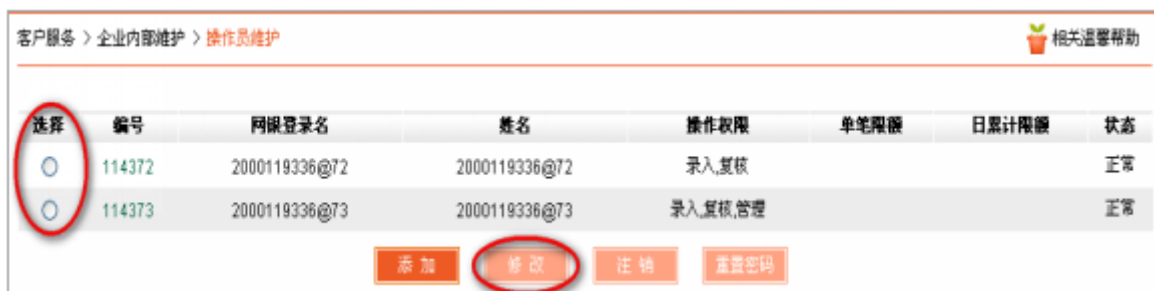 客户服务 > 企业内部维护 > 操作员维护 相关温馨帮助
选择 编号 网银登录名 姓名 操作权限 单笔限额 日累计限额 状态
114372 2000119336@72 2000119336@72 录入,复核 正常
114373 2000119336@73 2000119336@73 录入,复核,管理 正常
添 加 修 改 注 销 重置密码